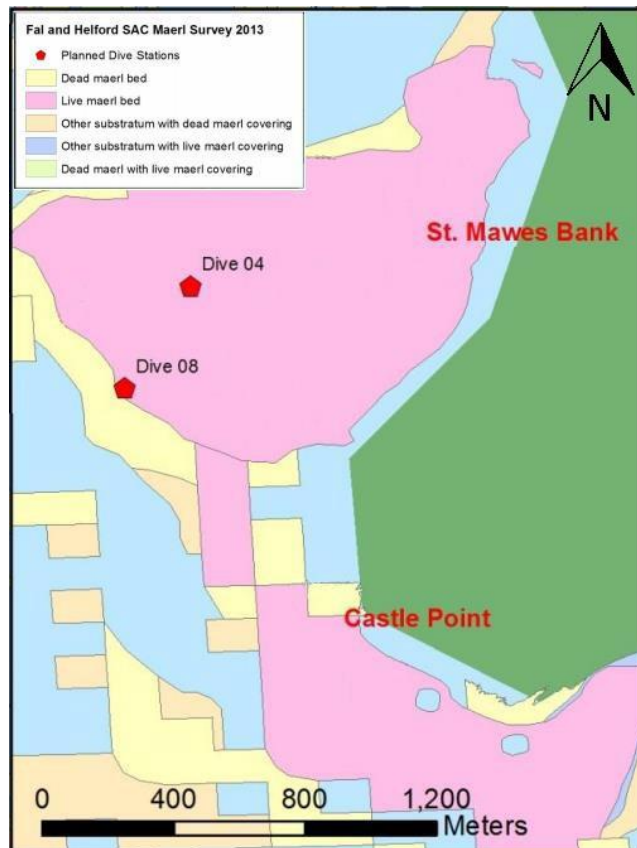 Fal and Helford SAC Maerl Survey 2013
Planned Dive Stations
Dead maerl bed
Live maerl bed
Other substratum with dead maerl covering
Other substratum with live maerl covering
Dead maerl with live maerl covering
N
St. Mawes Bank
Dive 04
Dive 08
Castle Point
0 400 800 1,200
Meters